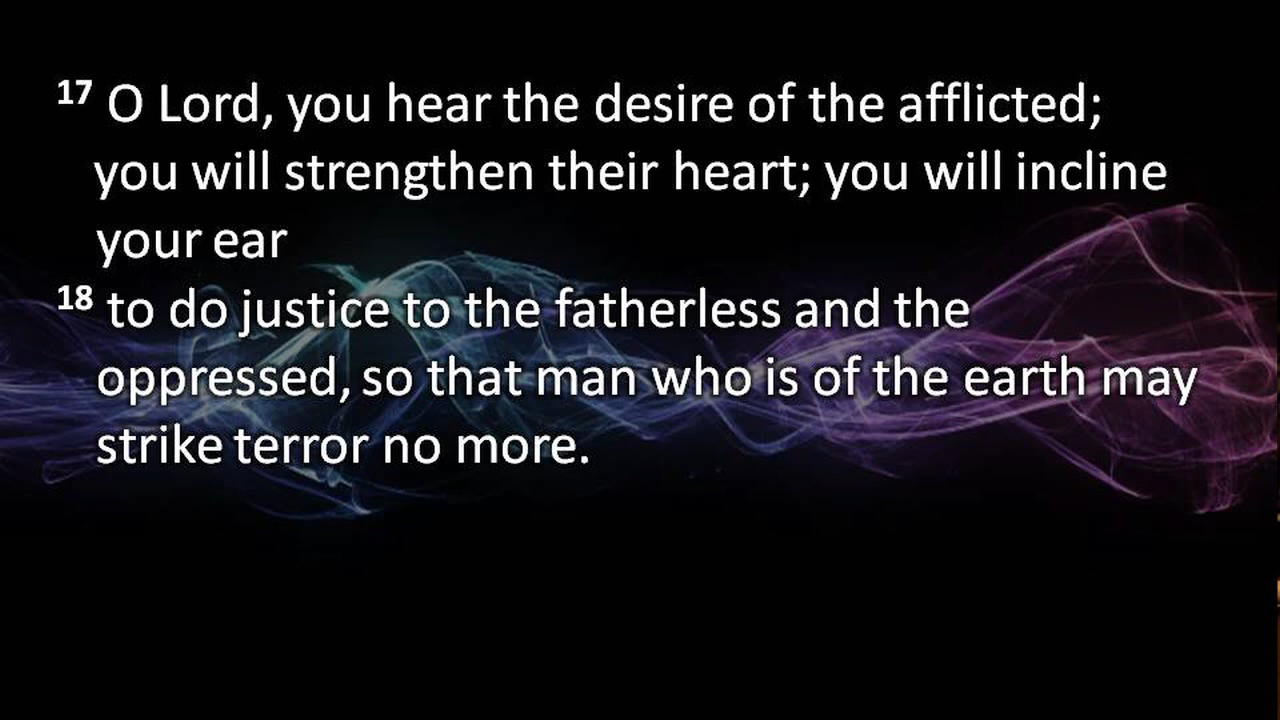 17 O Lord, you hear the desire of the afflicted;
you will strengthen their heart; you will incline
your ear
18 to do justice to the fatherless and the
oppressed, so that man who is of the earth may
strike terror no more.